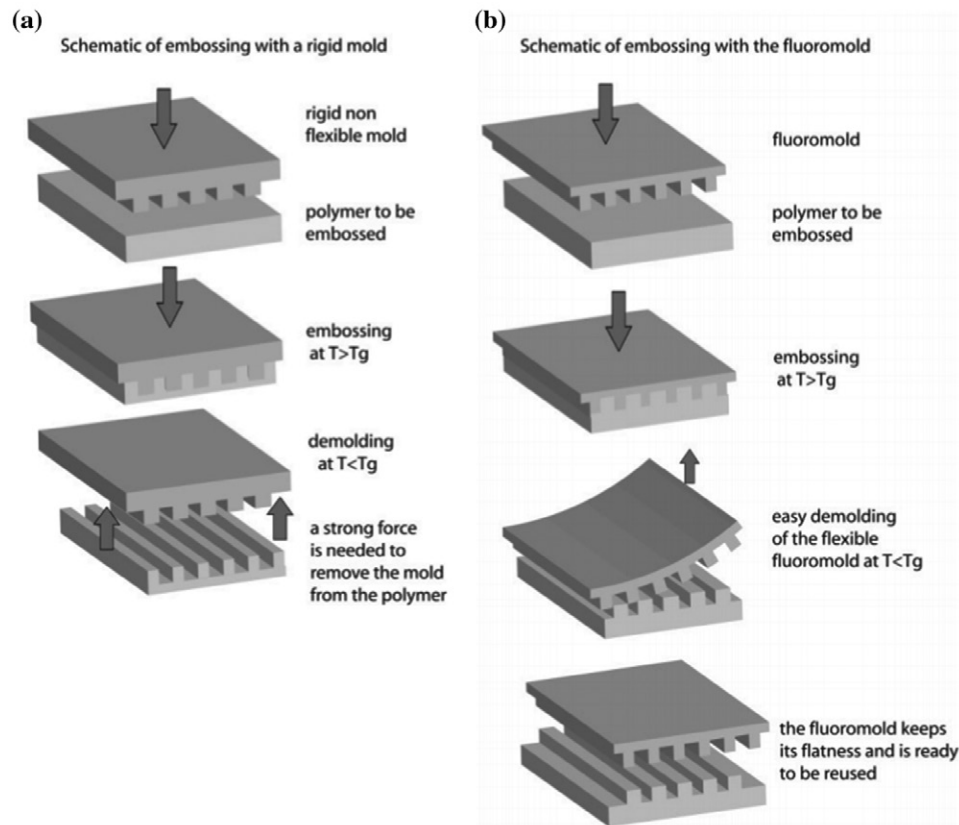 (a)
Schematic of embossing with a rigid mold
rigid non
flexible mold
polymer to be
embossed
embossing
at T>Tg
demolding
at T<Tg
a strong force
is needed to
remove the mold
from the polymer
(b)
Schematic of embossing with the fluoromold
fluoromold
polymer to be
embossed
embossing
at T>Tg
easy demolding
of the flexible
fluoromold at T<Tg
the fluoromold keeps
its flatness and is ready
to be reused